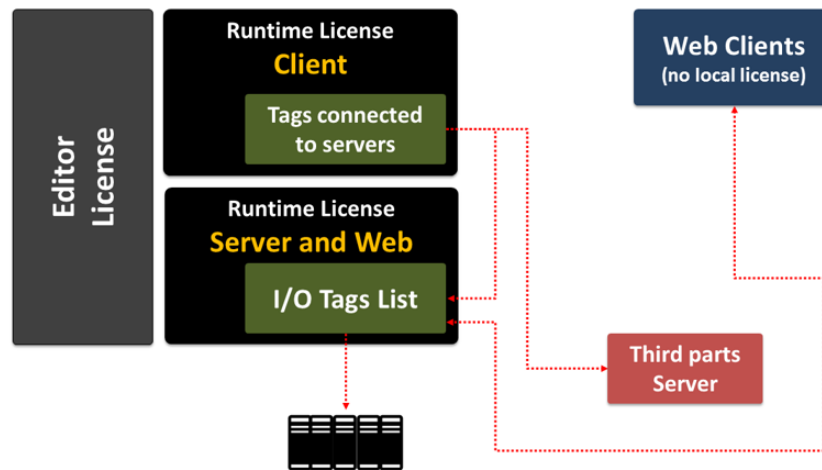 Editor
License
Runtime License
Client
Tags connected
to servers
Runtime License
Server and Web
I/O Tags List
Web Clients
(no local license)
Third parts
Server